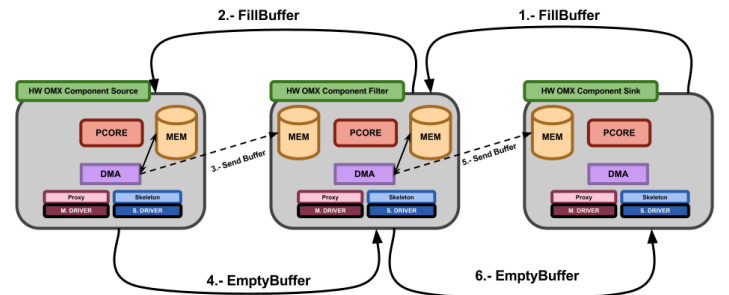 2.- FillBuffer
1.- FillBuffer
HW OMX Component Source
PCORE
MEM
DMA
Proxy
Skeleton
M. DRIVER
S. DRIVER
3.- Send Buffer
HW OMX Component Filter
MEM
PCORE
MEM
DMA
Proxy
Skeleton
M. DRIVER
S. DRIVER
5.- Send Buffer
HW OMX Component Sink
MEM
PCORE
DMA
Proxy
Skeleton
M. DRIVER
S. DRIVER
4.- EmptyBuffer
6.- EmptyBuffer